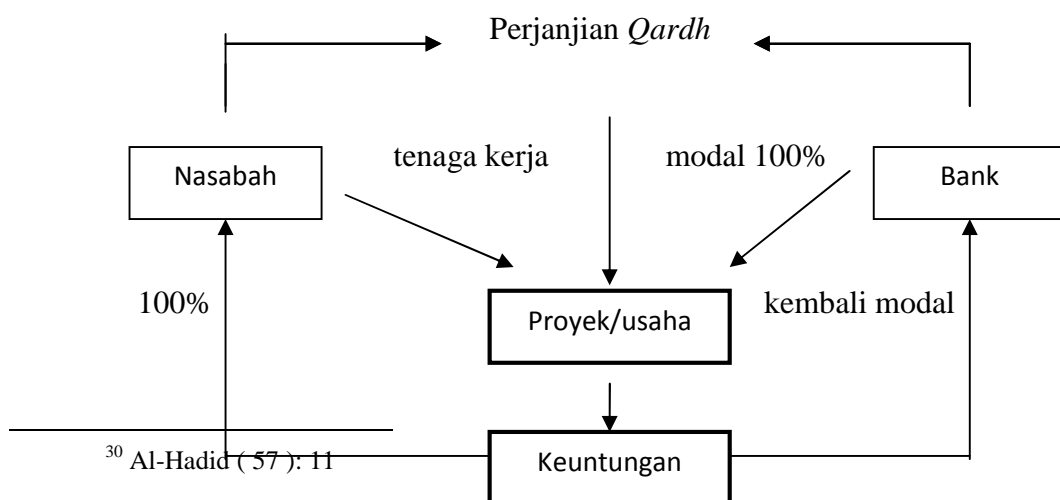 Perjanjian Qardh
tenaga kerja
modal 100%
Nasabah
Bank
100%
Proyek/usaha
kembali modal
30 Al-Hadid ( 57 ): 11
Keuntungan